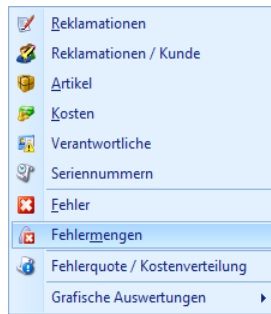 Reklamationen
Reklamationen / Kunde
Artikel
Kosten
Verantwortliche
Seriennummern
Fehler
Fehlermengen
Fehlerquote / Kostenverteilung
Grafische Auswertungen